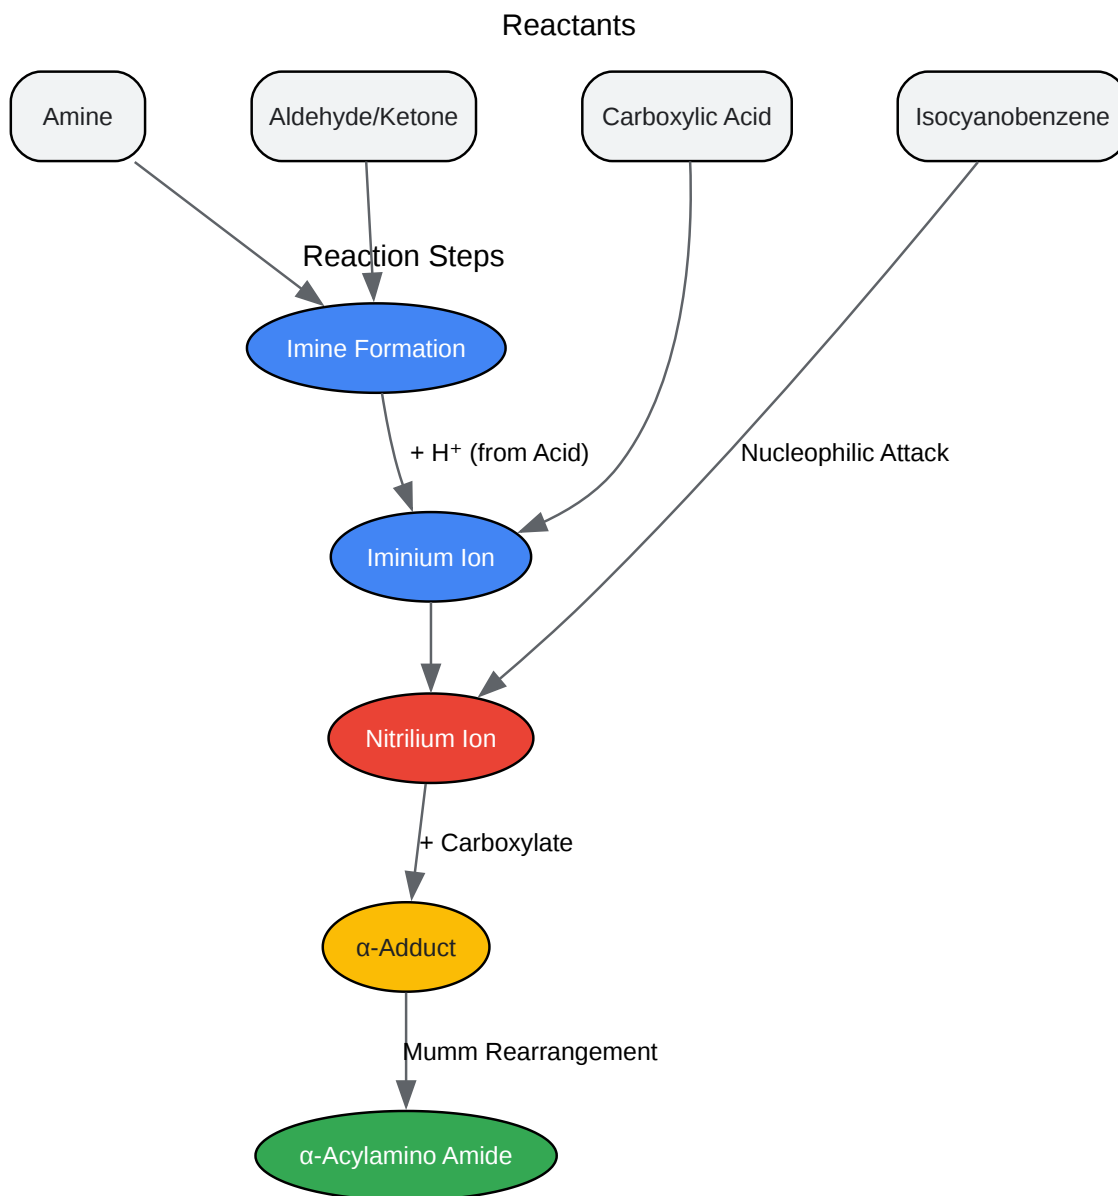 Reactants
Amine
Aldehyde/Ketone
Carboxylic Acid
Isocyanobenzene
Reaction Steps
Imine Formation
+ H⁺ (from Acid)
Nucleophilic Attack
Iminium Ion
Nitrilium Ion
+ Carboxylate
α-Adduct
Mumm Rearrangement
α-Acylamino Amide